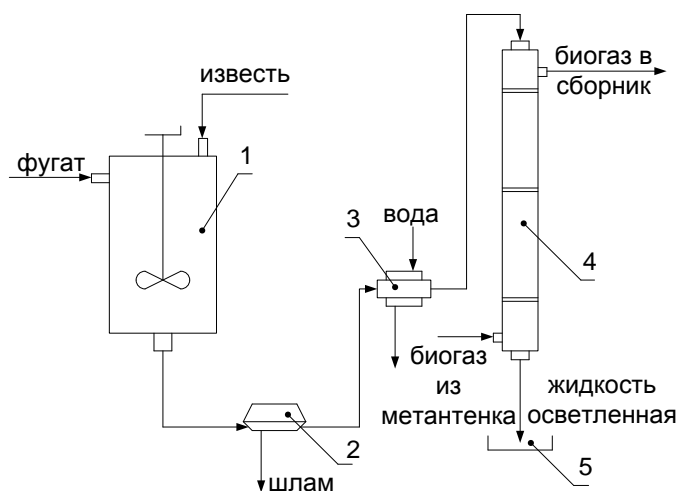 известь
биогаз в
сборник
фугат
1
вода
3
4
биогаз
из
метантенка
жидкость
осветленная
2
5
шлам